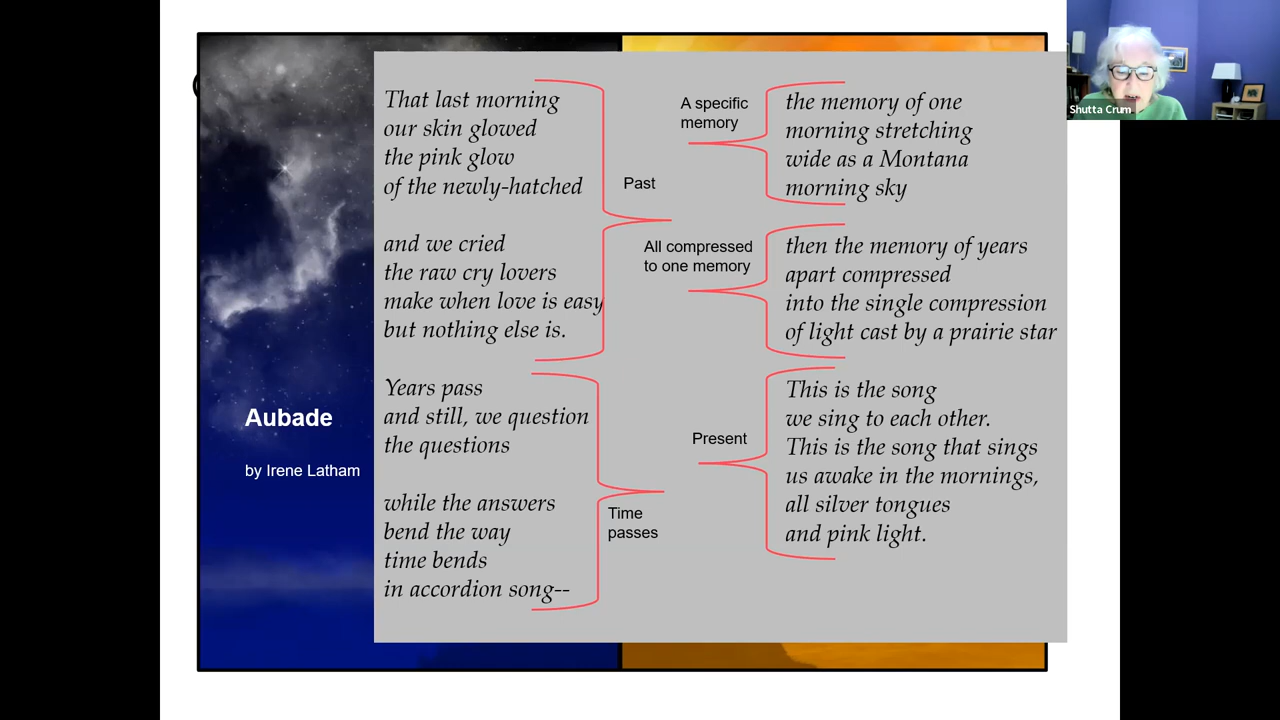 Aubade
by Irene Latham
That last morning
our skin glowed
the pink glow
of the newly-hatched
and we cried
the raw cry lovers
make when love is easy
but nothing else is.
Past
Years pass
and still, we question
the questions
while the answers
bend the way
time bends
in accordion song--
Time
passes
A specific
memory
the memory of one
morning stretching
wide as a Montana
morning sky
All compressed
to one memory
then the memory of years
apart compressed
into the single compression
of light cast by a prairie star
Present
This is the song
we sing to each other.
This is the song that sings
us awake in the mornings,
all silver tongues
and pink light.
Shutta Crum